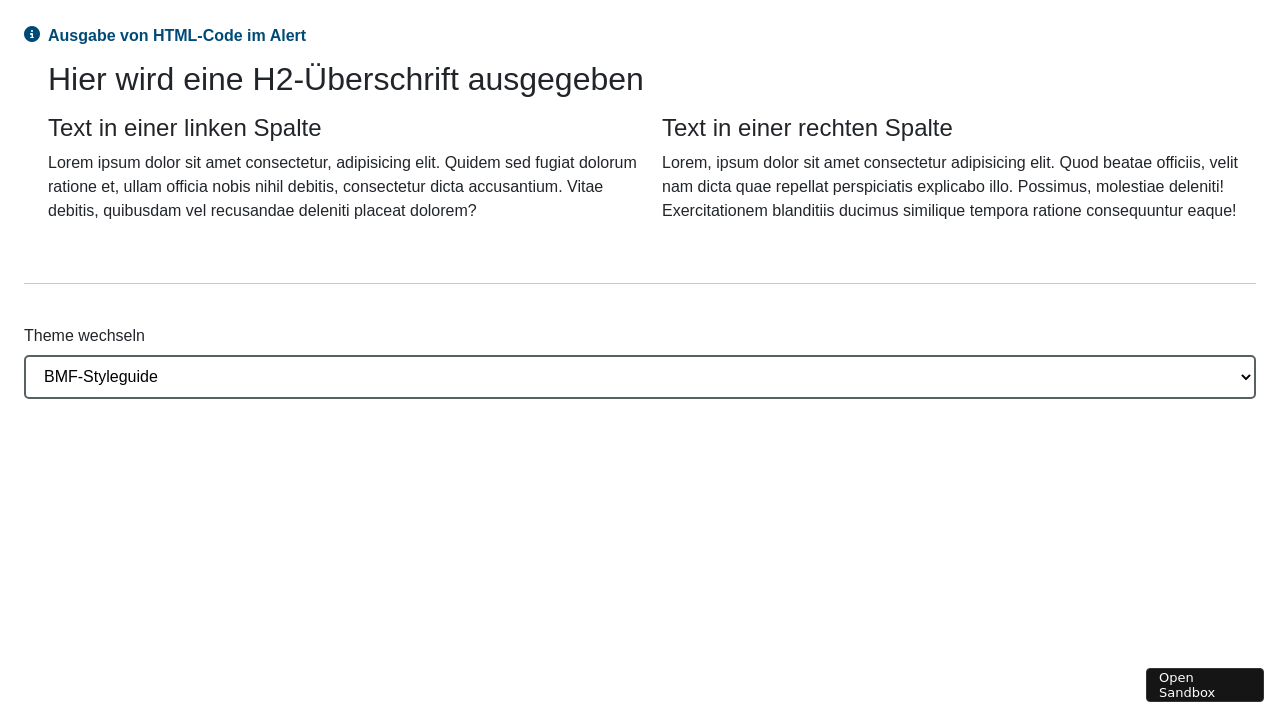 Ausgabe von HTML-Code im Alert
Hier wird eine H2-Überschrift ausgegeben
Text in einer linken Spalte
Lorem ipsum dolor sit amet consectetur, adipisicing elit. Quidem sed fugiat dolorum
ratione et, ullam officia nobis nihil debitis, consectetur dicta accusantium. Vitae
debitis, quibusdam vel recusandae deleniti placeat dolorem?
Text in einer rechten Spalte
Lorem, ipsum dolor sit amet consectetur adipisicing elit. Quod beatae officiis, velit
nam dicta quae repellat perspiciatis explicabo illo. Possimus, molestiae deleniti!
Exercitationem blanditiis ducimus similique tempora ratione consequuntur eaque!
Theme wechseln
BMF-Styleguide
Open
Sandbox